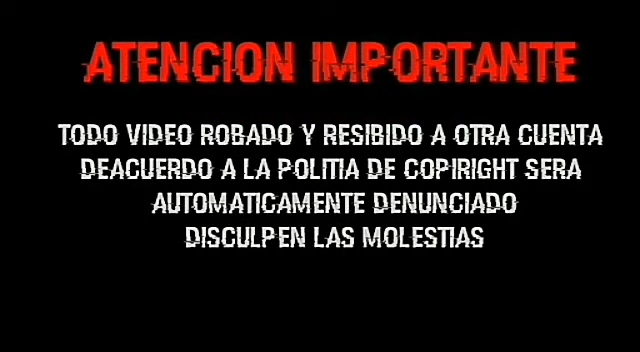 ATENCION IMPORTANTE
TODO VIDEO ROBADO Y RESIBIDO A OTRA CUENTA
DEACUERDO A LA POLITIA DE COPIRIGHT SERA
AUTOMATICAMENTE DENUNCIADO
DISCULPEN LAS MOLESTIAS